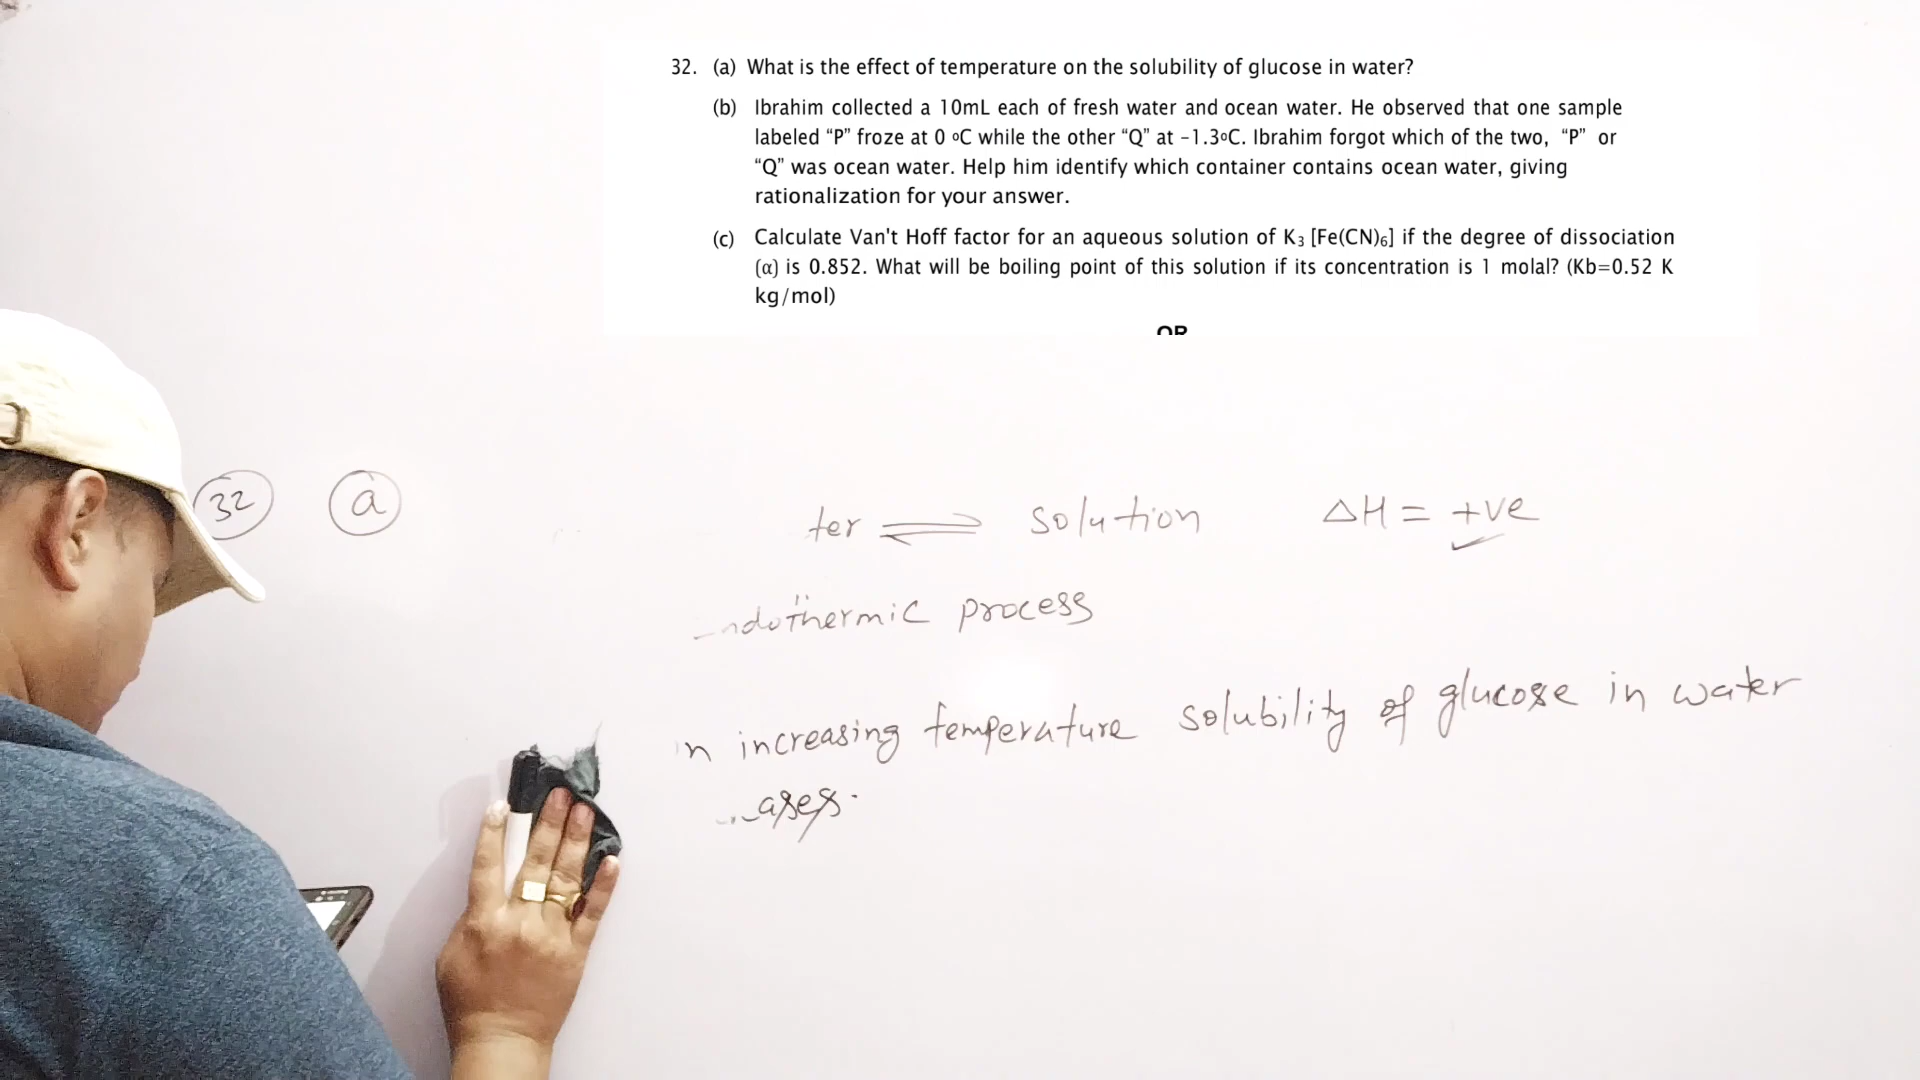 32. (a) What is the effect of temperature on the solubility of glucose in water?
(b) Ibrahim collected a 10mL each of fresh water and ocean water. He observed that one sample
labeled “P” froze at 0 ºC while the other “Q” at –1.3ºC. Ibrahim forgot which of the two, “P” or
“Q” was ocean water. Help him identify which container contains ocean water, giving
rationalization for your answer.
(c) Calculate Van't Hoff factor for an aqueous solution of K₃ [Fe(CN)₆] if the degree of dissociation
(α) is 0.852. What will be boiling point of this solution if its concentration is 1 molal? (Kb=0.52 K
kg/mol)
OR
32 a
ter ⇌ solution ΔH = +ve
ndothermic process
n increasing temperature solubility of glucose in water
ases.